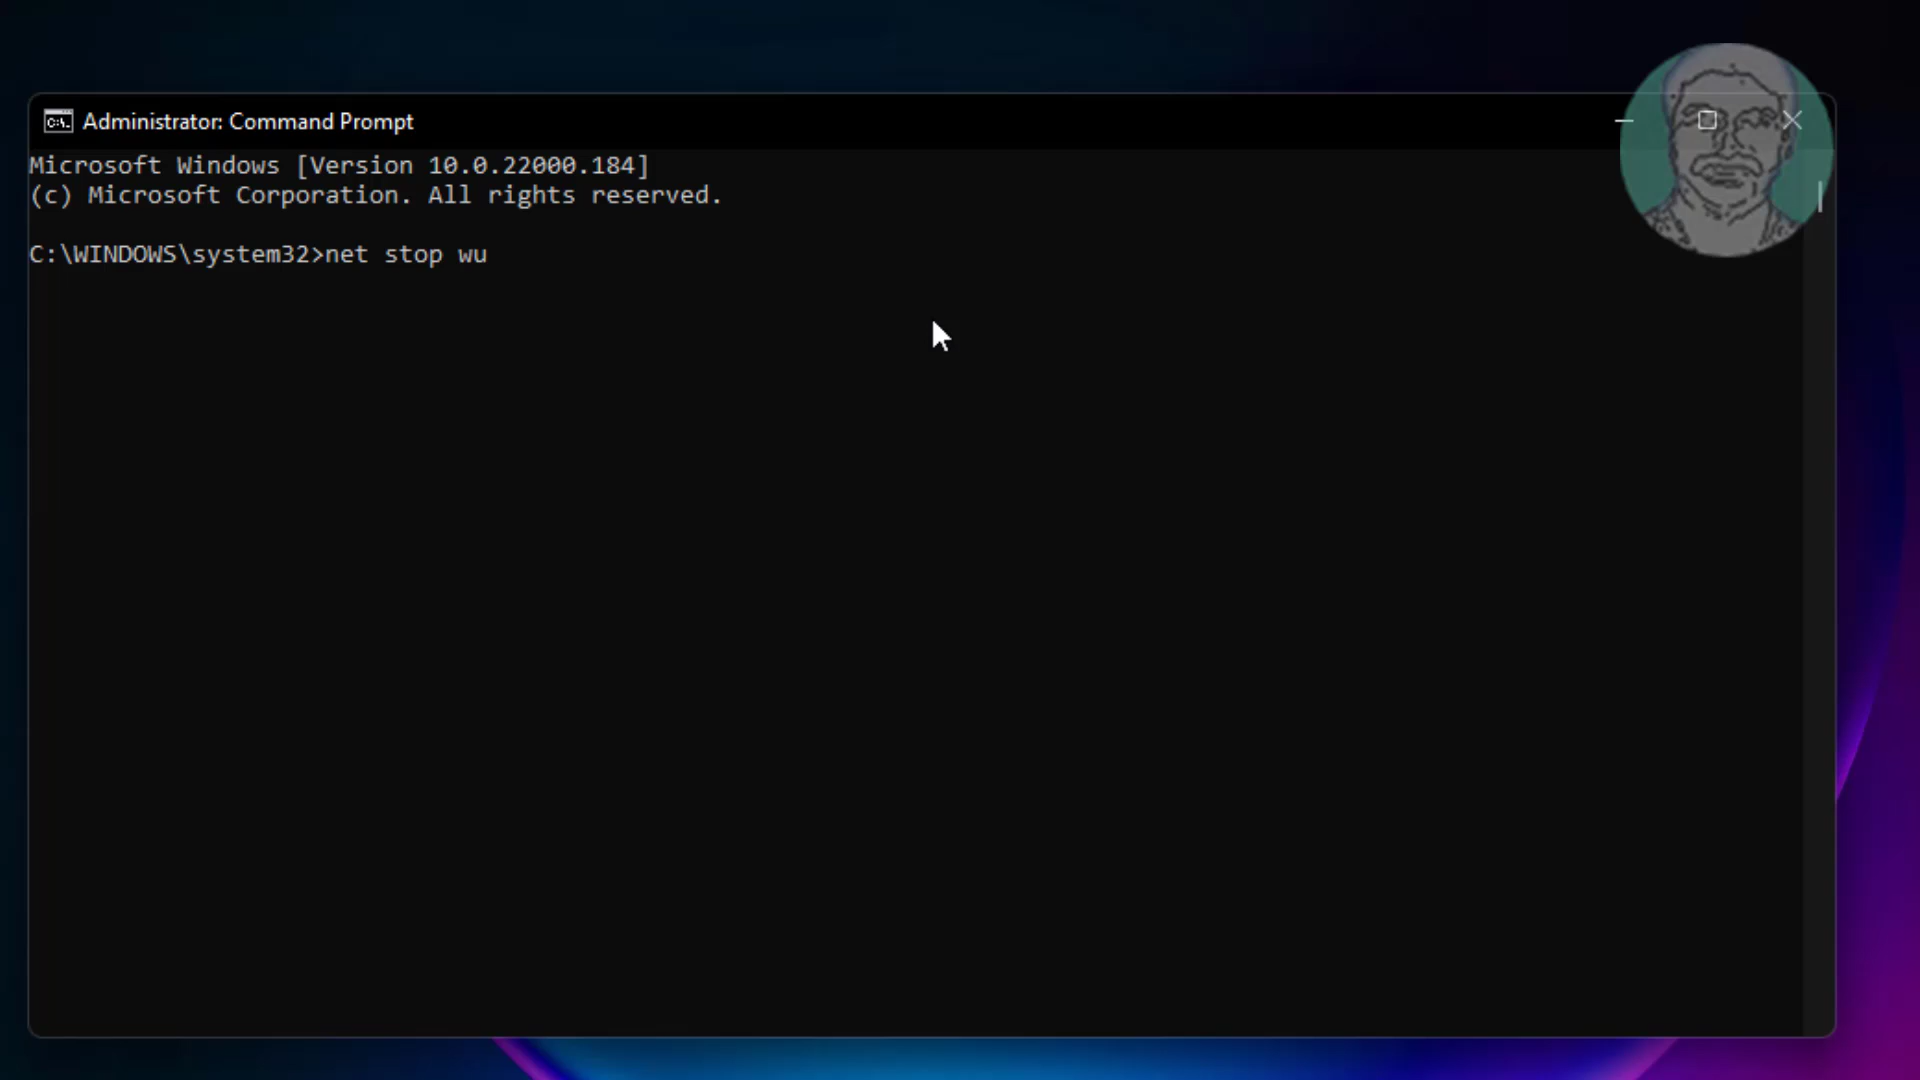 Administrator: Command Prompt
Microsoft Windows [Version 10.0.22000.184]
(c) Microsoft Corporation. All rights reserved.
C:\WINDOWS\system32>net stop wu